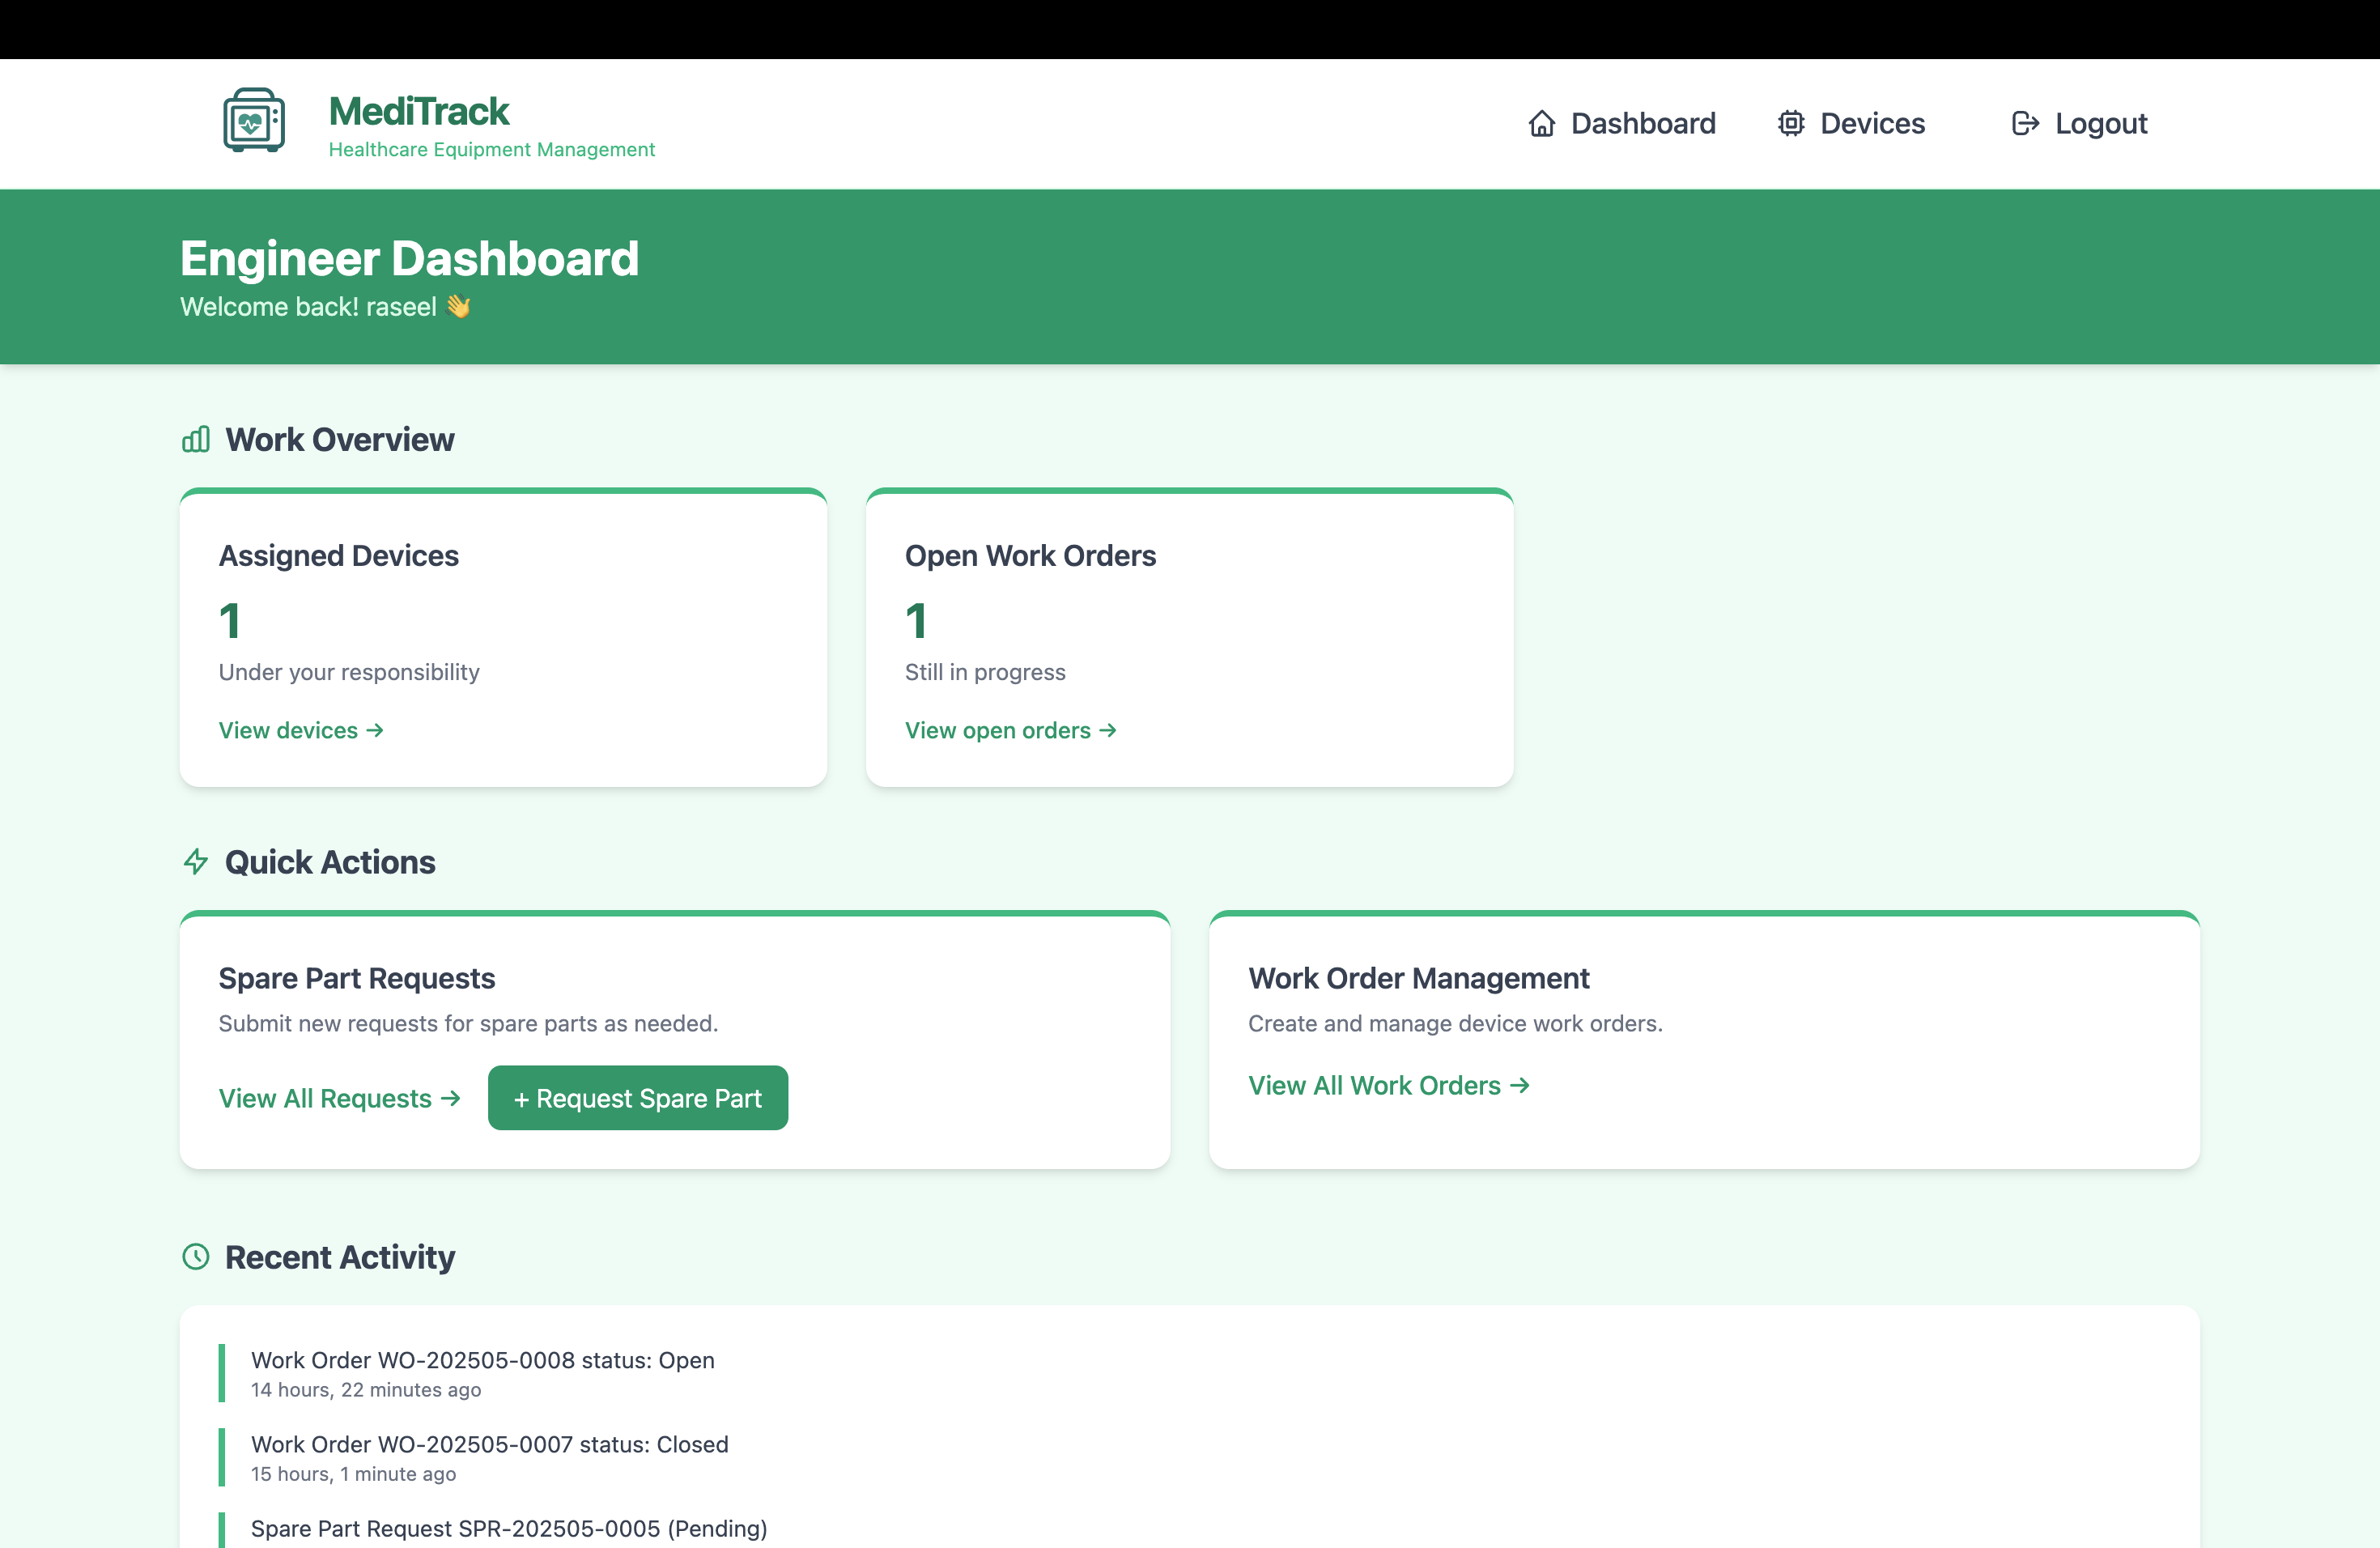 MediTrack
Healthcare Equipment Management
Dashboard
Devices
Logout
Engineer Dashboard
Welcome back! raseel 👋
Work Overview
Assigned Devices
1
Under your responsibility
View devices →
Open Work Orders
1
Still in progress
View open orders →
Quick Actions
Spare Part Requests
Submit new requests for spare parts as needed.
View All Requests →
+ Request Spare Part
Work Order Management
Create and manage device work orders.
View All Work Orders →
Recent Activity
Work Order WO-202505-0008 status: Open
14 hours, 22 minutes ago
Work Order WO-202505-0007 status: Closed
15 hours, 1 minute ago
Spare Part Request SPR-202505-0005 (Pending)